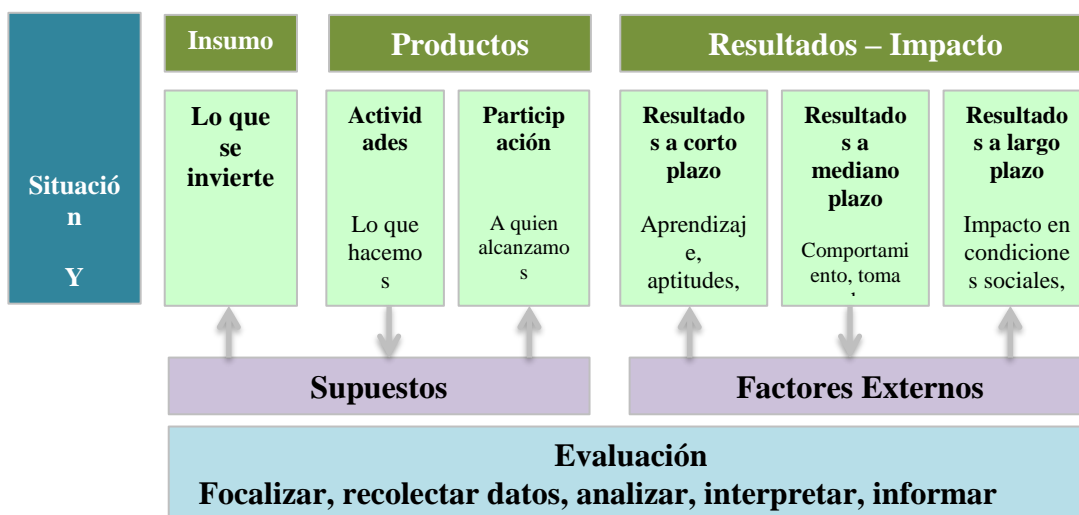 Situació
n
Y
Insumo
Productos
Resultados – Impacto
Lo que
se
invierte
Activid
ades
Lo que
hacemo
s
Particip
ación
A quien
alcanzamo
s
Resultado
s a corto
plazo
Aprendizaj
e,
aptitudes,
Resultado
s a
mediano
plazo
Comportami
ento, toma
Resultado
s a largo
plazo
Impacto en
condicione
s sociales,
Supuestos
Factores Externos
Evaluación
Focalizar, recolectar datos, analizar, interpretar, informar